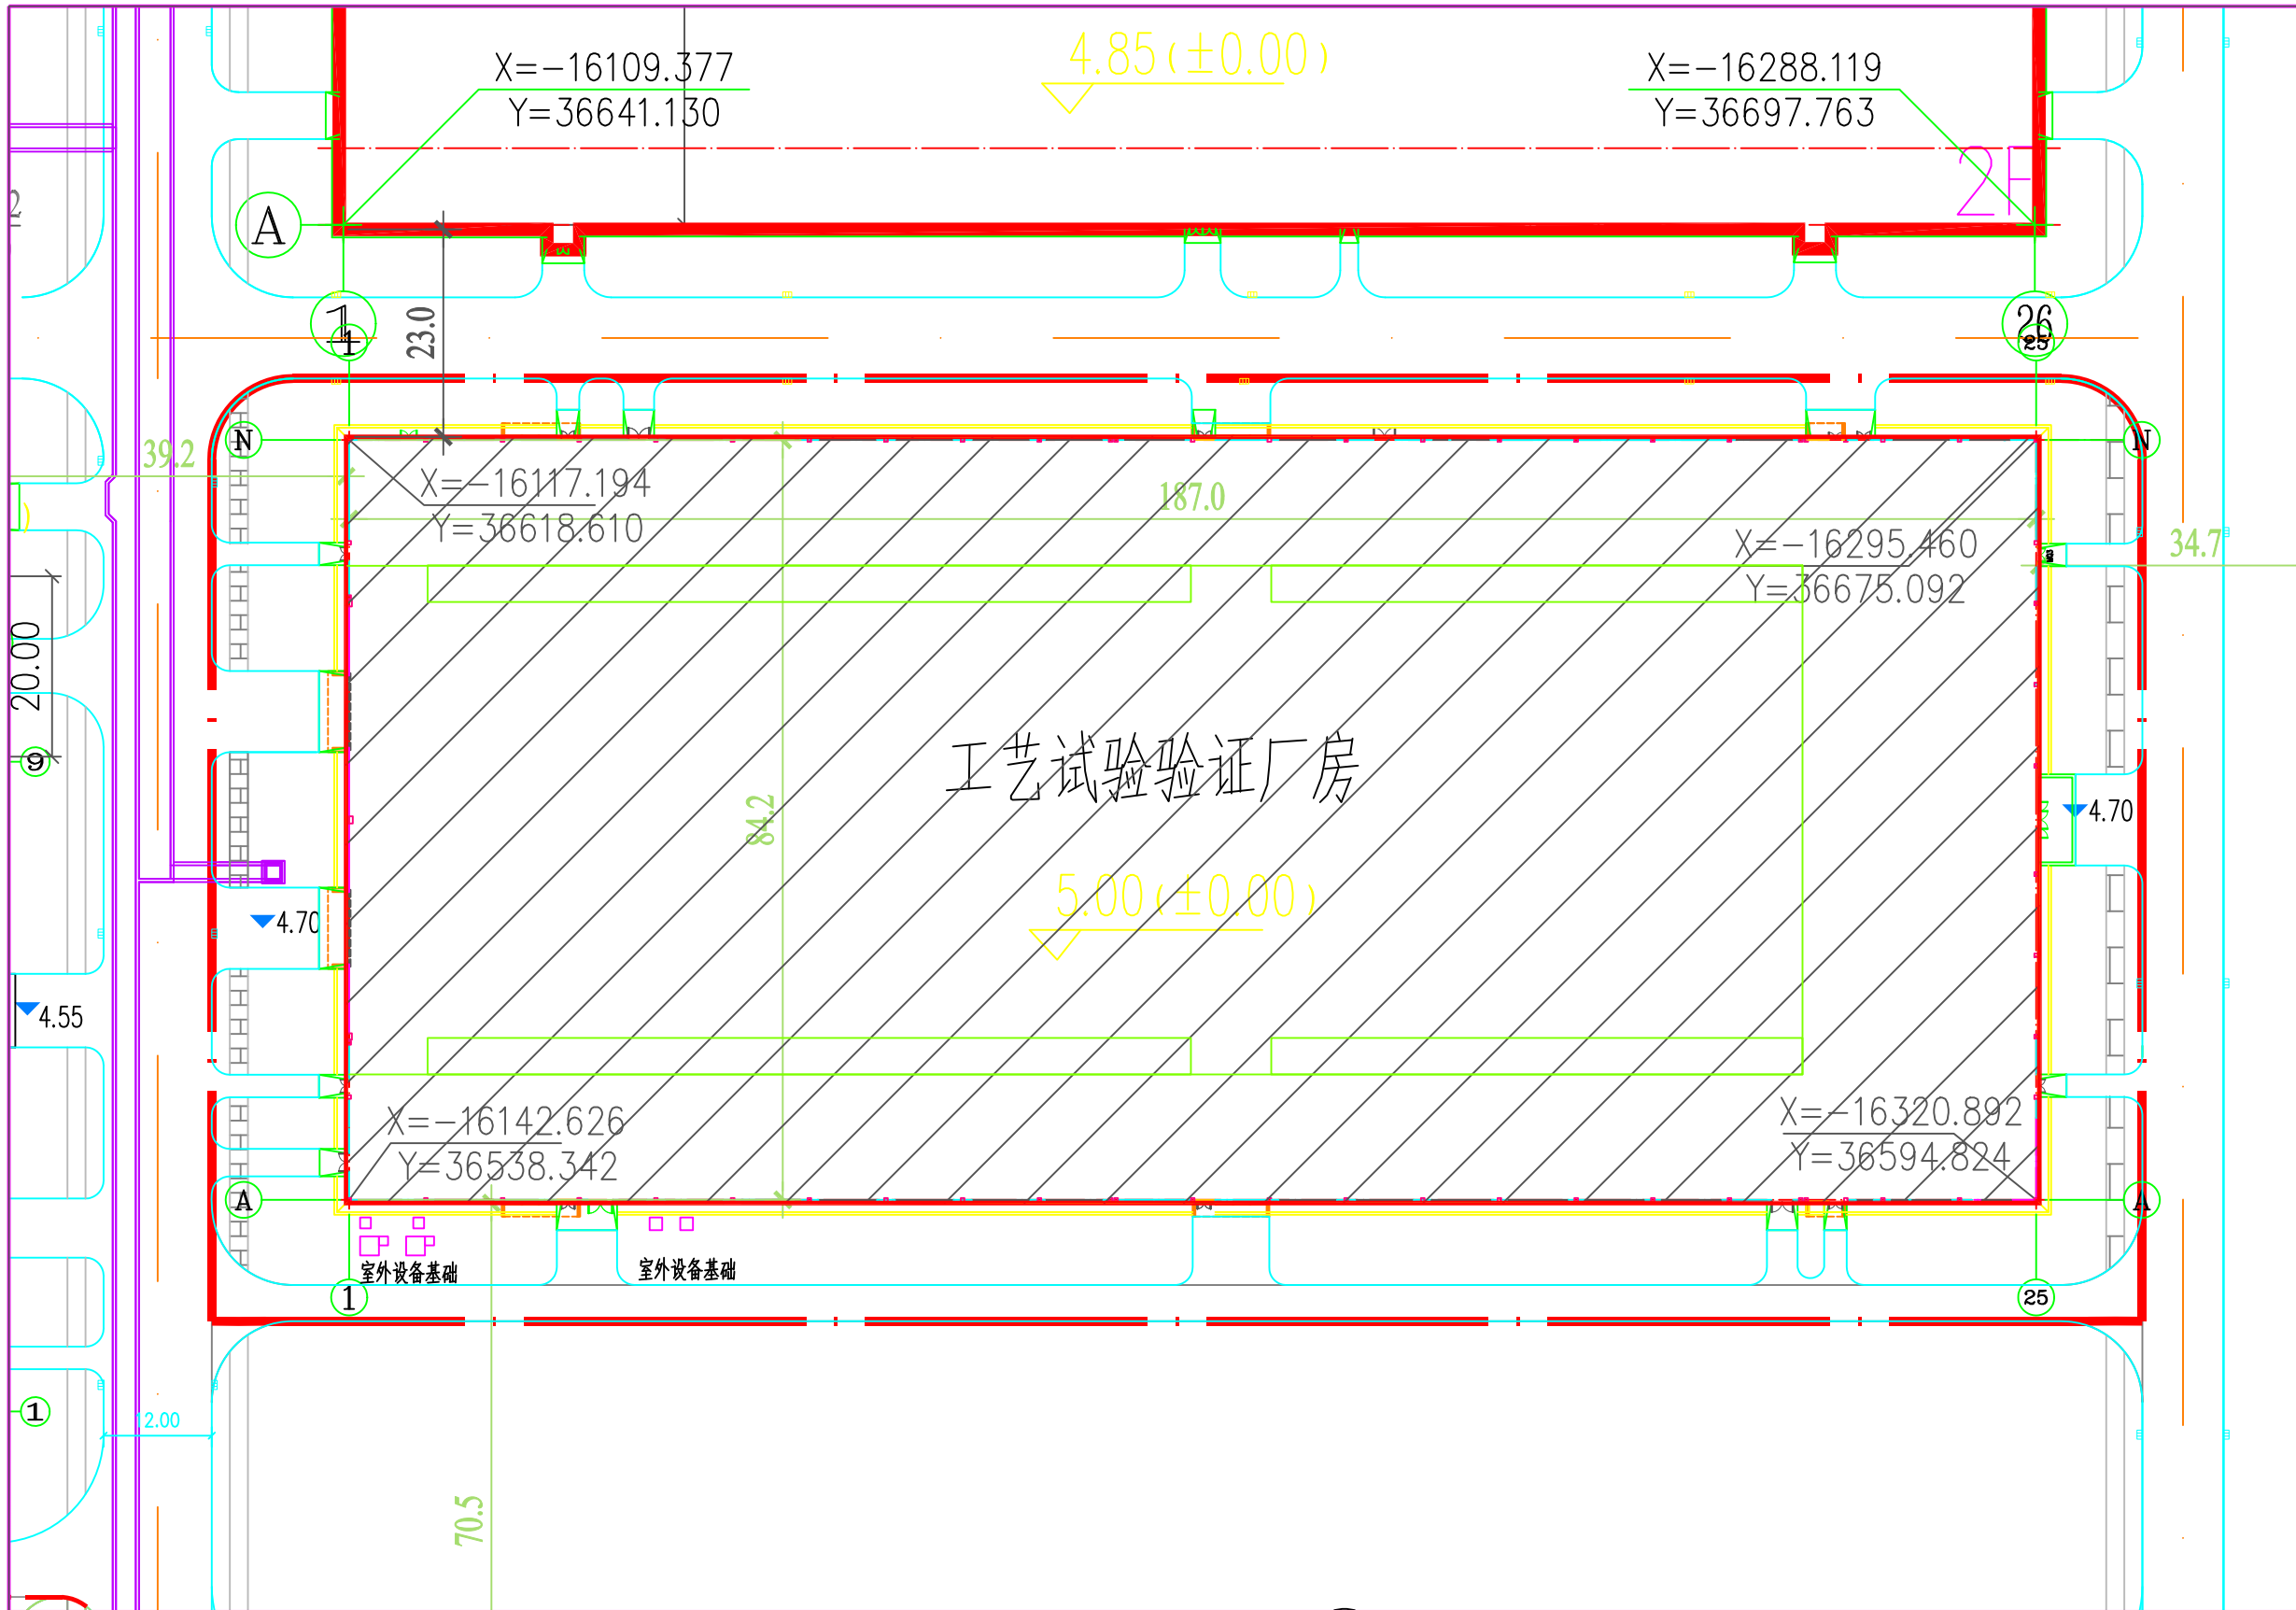 X=-16109.377
Y=36641.130
4.85(±0.00)
X=-16288.119
Y=36697.763
A
1
23.0
26
1
25
N
N
39.2
X=-16117.194
Y=36618.610
187.0
X=-16295.460
Y=36675.092
34.7
20.00
9
工艺试验验证厂房
84.2
4.70
5.00(±0.00)
4.70
4.55
X=-16142.626
Y=36538.342
X=-16320.892
Y=36594.824
A
A
室外设备基础
室外设备基础
1
25
1
2.00
70.5